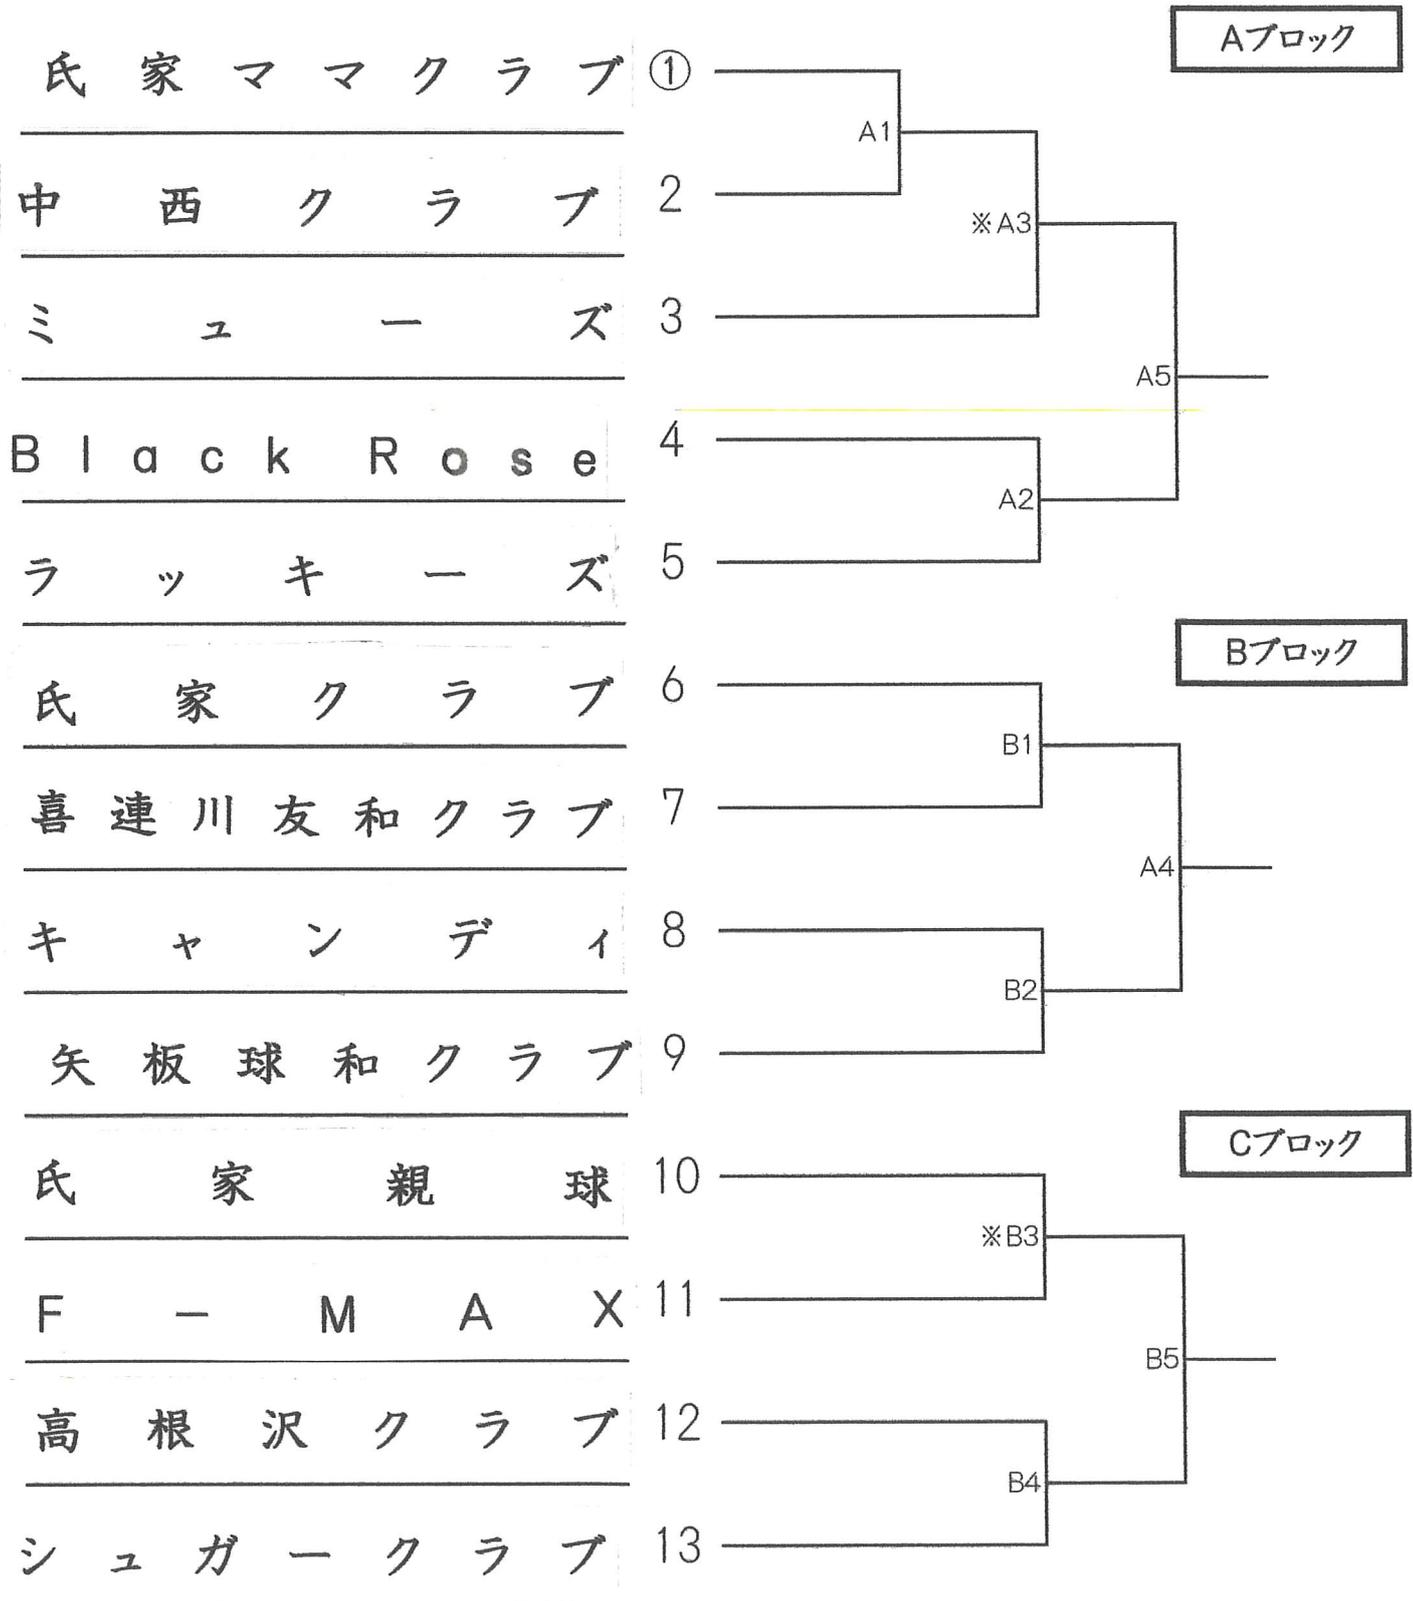 Aブロック
氏家ママクラブ ①
A1
中西クラブ 2
※A3
ミューズ 3
A5
Black Rose 4
A2
ラッキーズ 5
Bブロック
氏家クラブ 6
B1
喜連川友和クラブ 7
A4
キャンディ 8
B2
矢板球和クラブ 9
Cブロック
氏家親球 10
※B3
F-MAX 11
B5
高根沢クラブ 12
B4
シュガークラブ 13